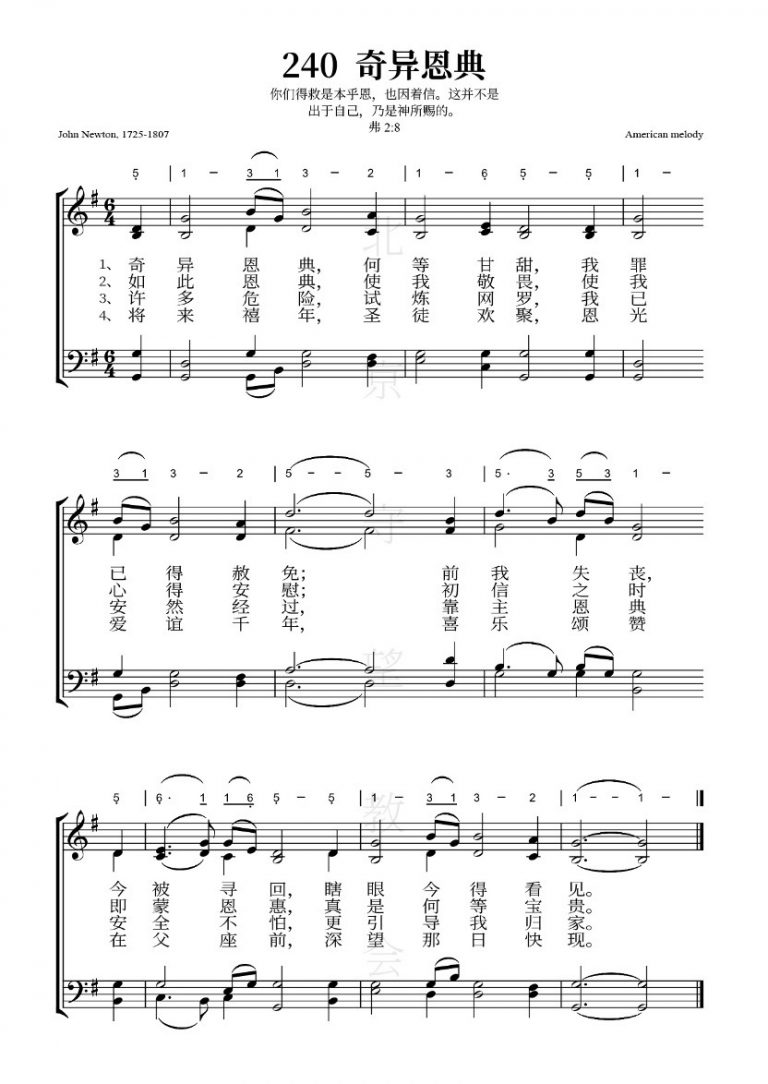 240 奇异恩典
你们得救是本乎恩，也因着信。这并不是
出于自己，乃是神所赐的。
弗 2:8
John Newton, 1725-1807
American melody
5 | 1 - 3 1 3 - 2 | 1 - 6 5 - 5 | 1 -
1、奇 异 恩 典，何 等 甘 甜，我 罪
2、如 此 恩 典，使 我 敬 畏，使 我
3、许 多 危 险，试 炼 网 罗，我 已
4、将 来 禧 年，圣 徒 欢 聚，恩 光
3 1 3 - 2 | 5 - - 5 - 3 | 5 · 3 5 3 1 -
已 得 赦 免； 前 我 失 丧，
心 得 安 慰； 初 信 之 时
安 然 经 过， 靠 主 恩 典
爱 谊 千 年， 喜 乐 颂 赞
5 | 6 · 1 1 6 5 - 5 | 1 - 3 1 3 - 2 | 1 - - 1 -
今 被 寻 回，瞎 眼 今 得 看 见。
即 蒙 恩 惠，真 是 何 等 宝 贵。
安 全 不 怕，更 引 导 我 归 家。
在 父 座 前，深 望 那 日 快 现。
北京守望教会